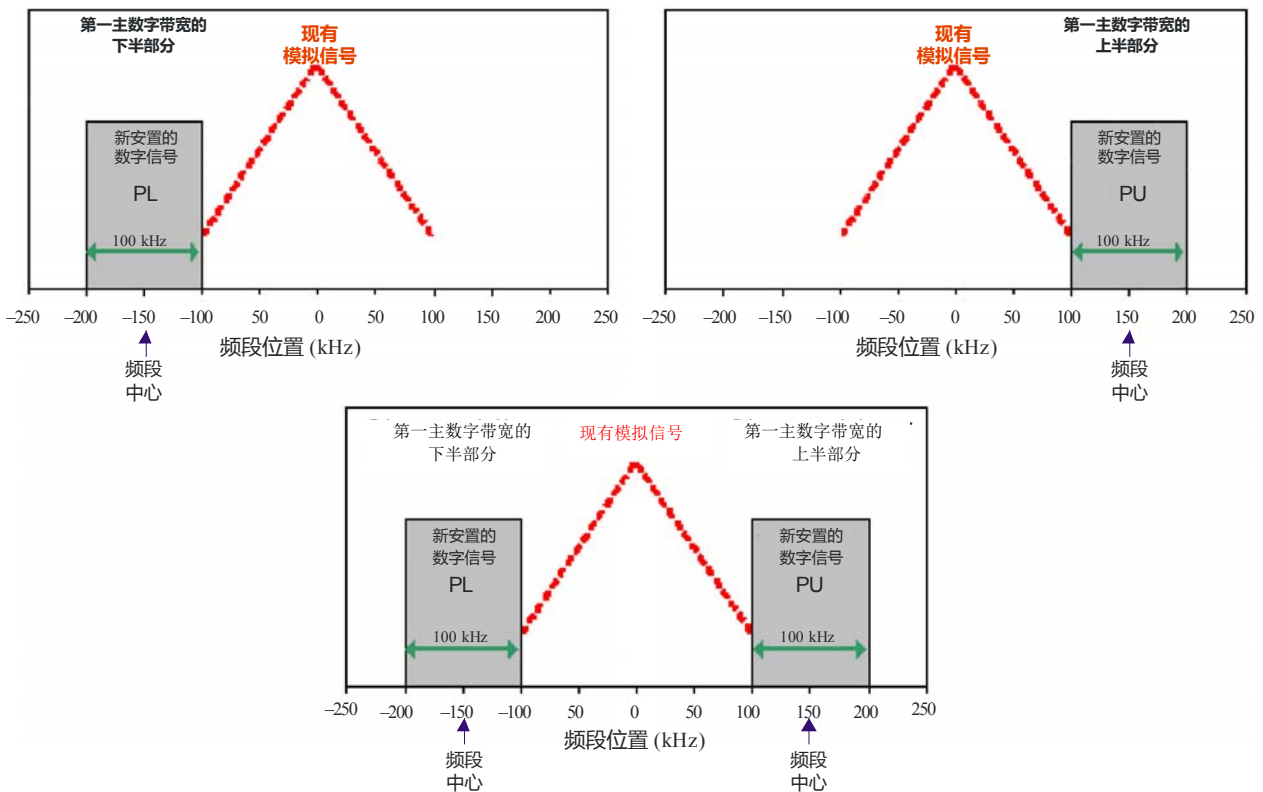 第一主数字带宽的
下半部分
现有
模拟信号
新安置的
数字信号
PL
100 kHz
–250 –200 –150 –100 50 0 50 100 150 200 250
频段位置 (kHz)
频段
中心
现有
模拟信号
第一主数字带宽的
上半部分
新安置的
数字信号
PU
100 kHz
–250 –200 –150 –100 –50 0 50 100 150 200 250
频段位置 (kHz)
频段
中心
第一主数字带宽的
下半部分
现有模拟信号
第一主数字带宽的
上半部分
新安置的
数字信号
PL
100 kHz
新安置的
数字信号
PU
100 kHz
–250 –200 –150 –100 50 0 50 100 150 200 250
频段位置 (kHz)
频段
中心
频段
中心